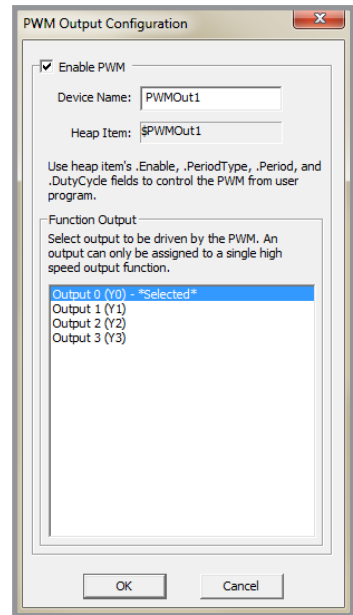 PWM Output Configuration
Enable PWM
Device Name: PWMOut1
Heap Item: $PWMOut1
Use heap item's .Enable, .PeriodType, .Period, and
.DutyCycle fields to control the PWM from user
program.
Function Output
Select output to be driven by the PWM. An
output can only be assigned to a single high
speed output function.
Output 0 (Y0) - *Selected*
Output 1 (Y1)
Output 2 (Y2)
Output 3 (Y3)
OK Cancel